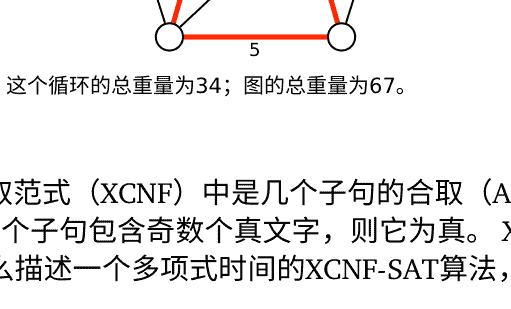 5
这个循环的总重量为34；图的总重量为67。
取范式（XCNF）中是几个子句的合取（A
个子句包含奇数个真文字，则它为真。 X
么描述一个多项式时间的XCNF-SAT算法，